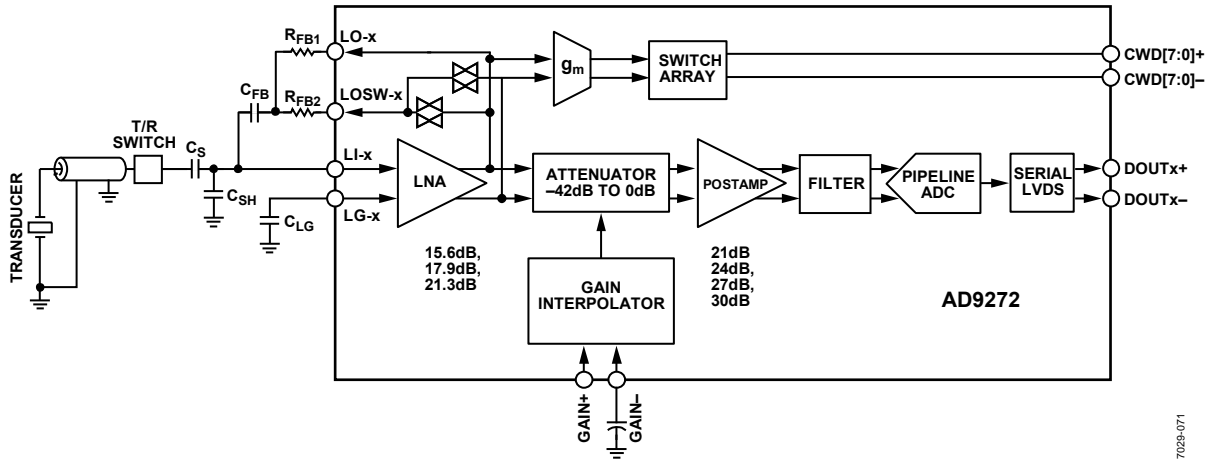 RFB1
LO-x
CFB
RFB2
LOSW-x
T/R
SWITCH
CS
LI-x
CSH
LG-x
CLG
TRANSDUCER
LNA
15.6dB,
17.9dB,
21.3dB
gm
SWITCH
ARRAY
CWD[7:0]+
CWD[7:0]–
ATTENUATOR
–42dB TO 0dB
POSTAMP
21dB
24dB,
27dB,
30dB
FILTER
PIPELINE
ADC
SERIAL
LVDS
DOUTx+
DOUTx–
GAIN
INTERPOLATOR
AD9272
GAIN+
GAIN–
7029-071